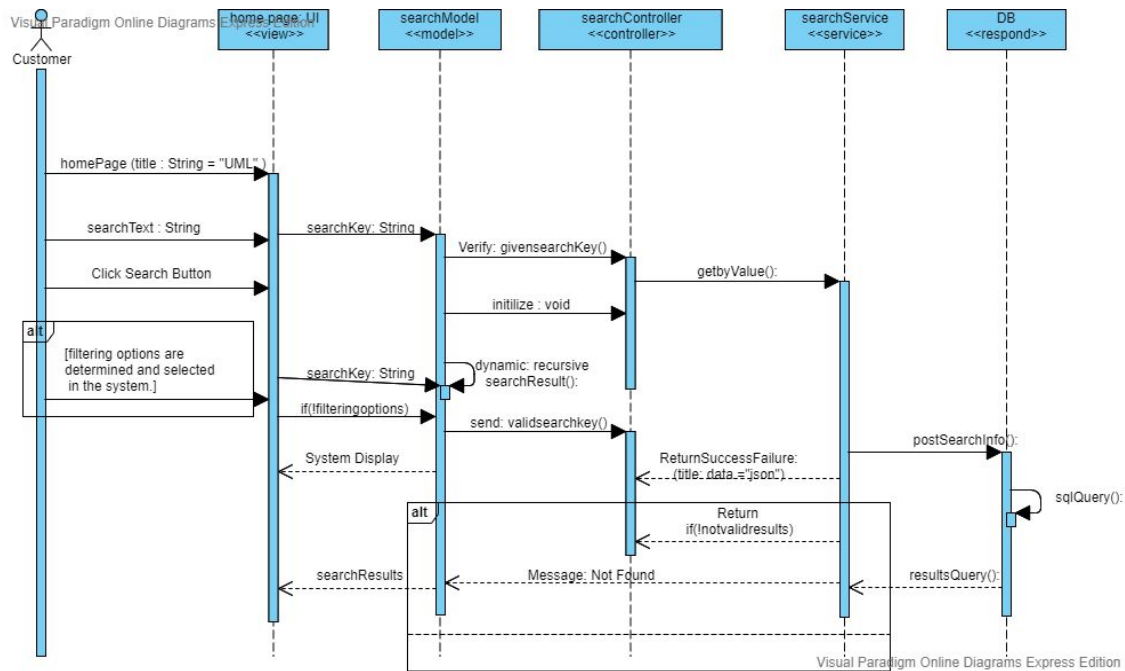 Visual Paradigm Online Diagrams Express Edition
home page: UI
<<view>>
searchModel
<<model>>
searchController
<<controller>>
searchService
<<service>>
DB
<<respond>>
Customer
homePage (title : String = "UML" )
searchText : String
searchKey: String
Verify: givensearchKey()
getbyValue():
Click Search Button
initilize : void
alt
[filtering options are
determined and selected
in the system.]
searchKey: String
dynamic: recursive
searchResult():
if(!filteringoptions)
send: validsearchkey()
postSearchInfo():
System Display
ReturnSuccessFailure:
(title: data ="json")
sqlQuery():
alt
Return
if(!notvalidresults)
searchResults
Message: Not Found
resultsQuery():
Visual Paradigm Online Diagrams Express Edition